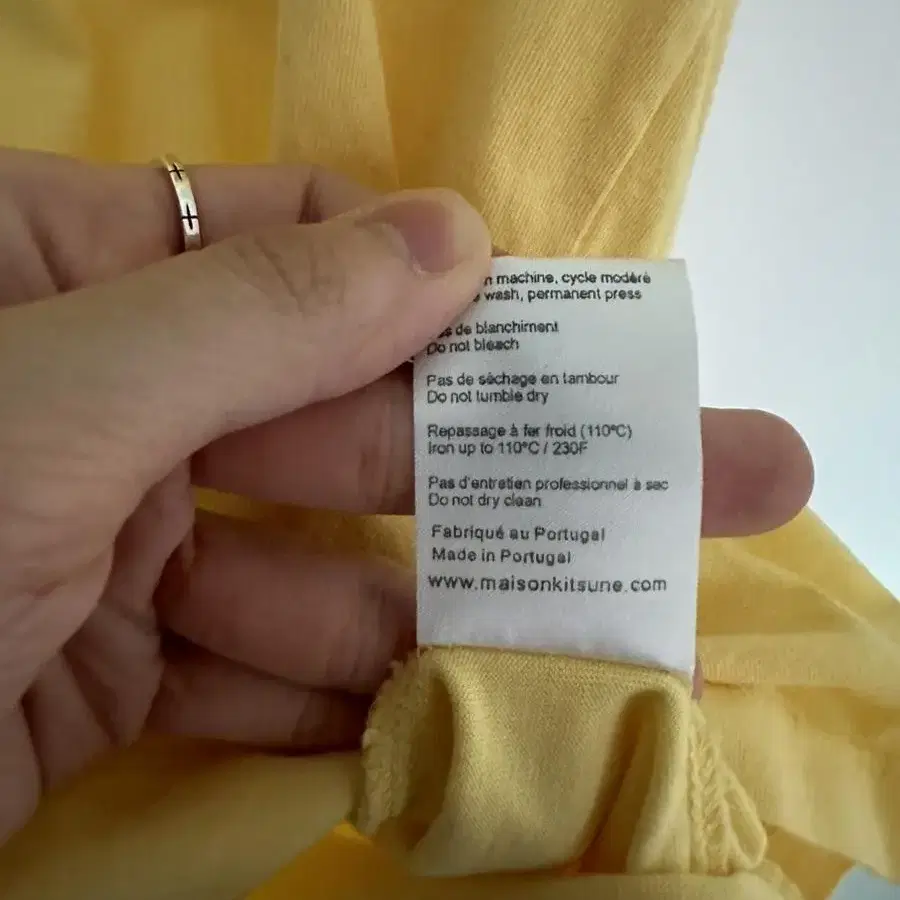 machine, cycle modéré
wash, permanent press
de blanchiment
Do not bleach
Pas de séchage en tambour
Do not tumble dry
Repassage à fer froid (110°C)
Iron up to 110°C / 230F
Pas d'entretien professionnel à sec
Do not dry clean
Fabriqué au Portugal
Made in Portugal
www.maisonkitsune.com